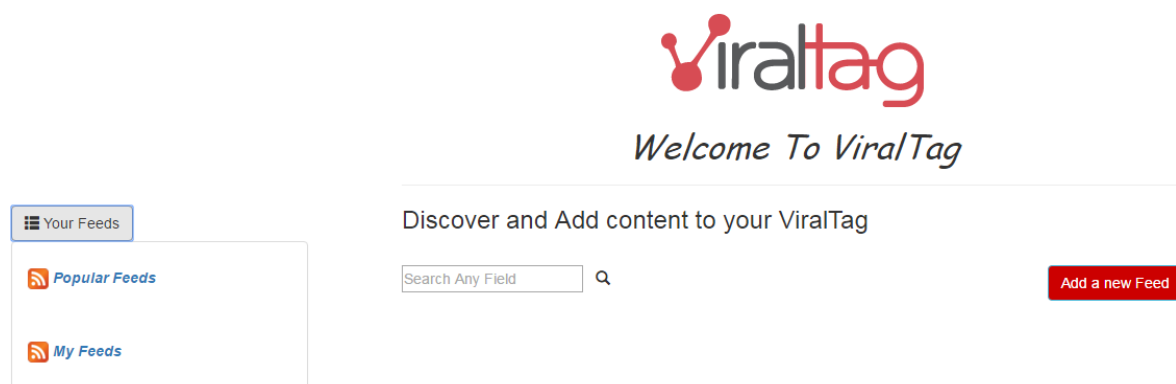 Viraltag
Welcome To ViralTag
Your Feeds
Discover and Add content to your ViralTag
Popular Feeds
Search Any Field
Add a new Feed
My Feeds